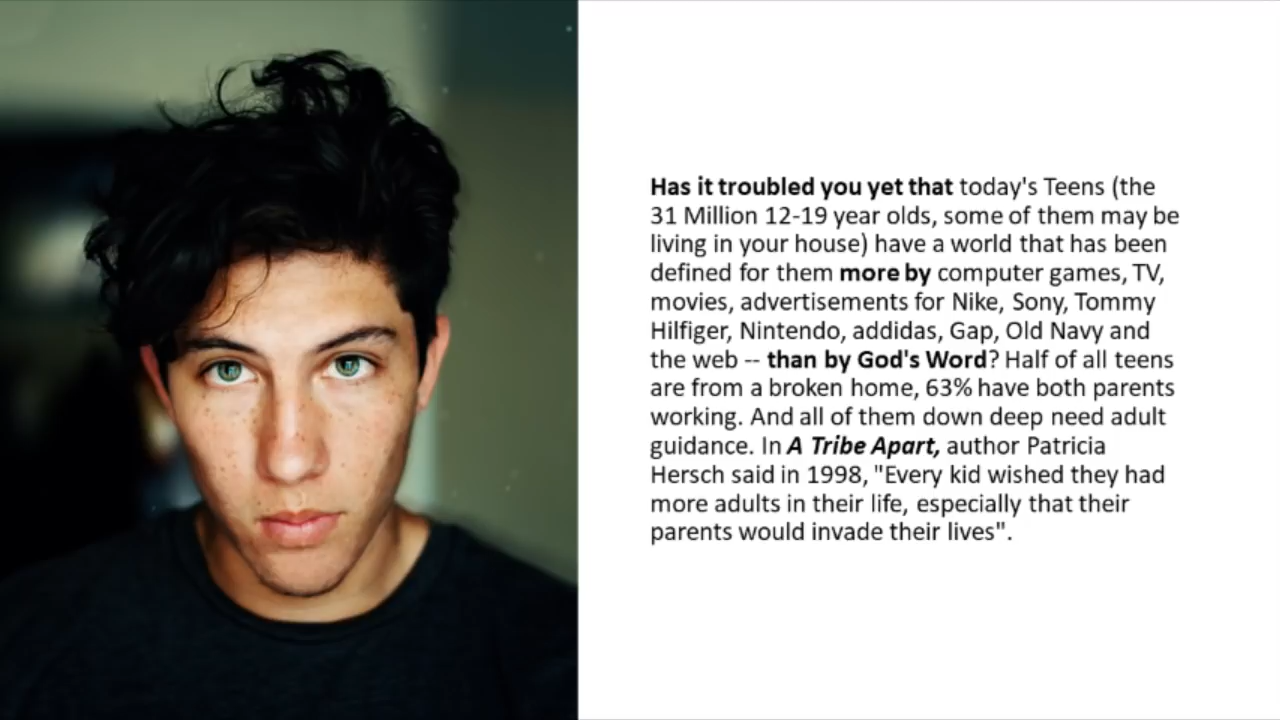 Has it troubled you yet that today's Teens (the
31 Million 12-19 year olds, some of them may be
living in your house) have a world that has been
defined for them more by computer games, TV,
movies, advertisements for Nike, Sony, Tommy
Hilfiger, Nintendo, addidas, Gap, Old Navy and
the web -- than by God's Word? Half of all teens
are from a broken home, 63% have both parents
working. And all of them down deep need adult
guidance. In A Tribe Apart, author Patricia
Hersch said in 1998, "Every kid wished they had
more adults in their life, especially that their
parents would invade their lives".